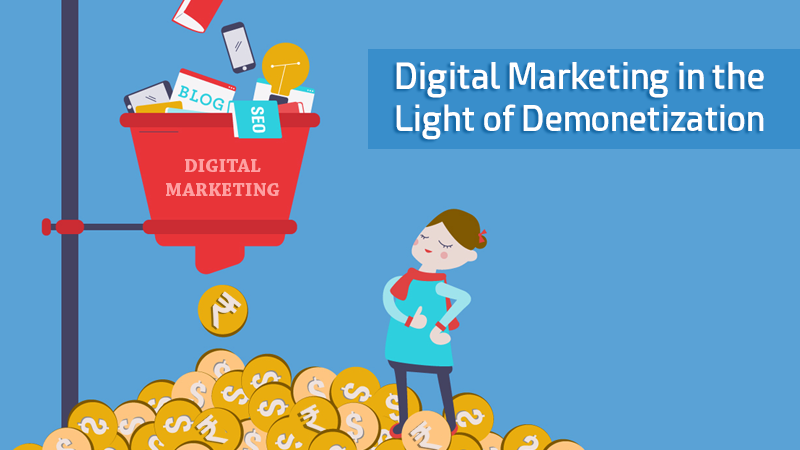 Digital Marketing in the
Light of Demonetization
BLOG
SEO
DIGITAL
MARKETING